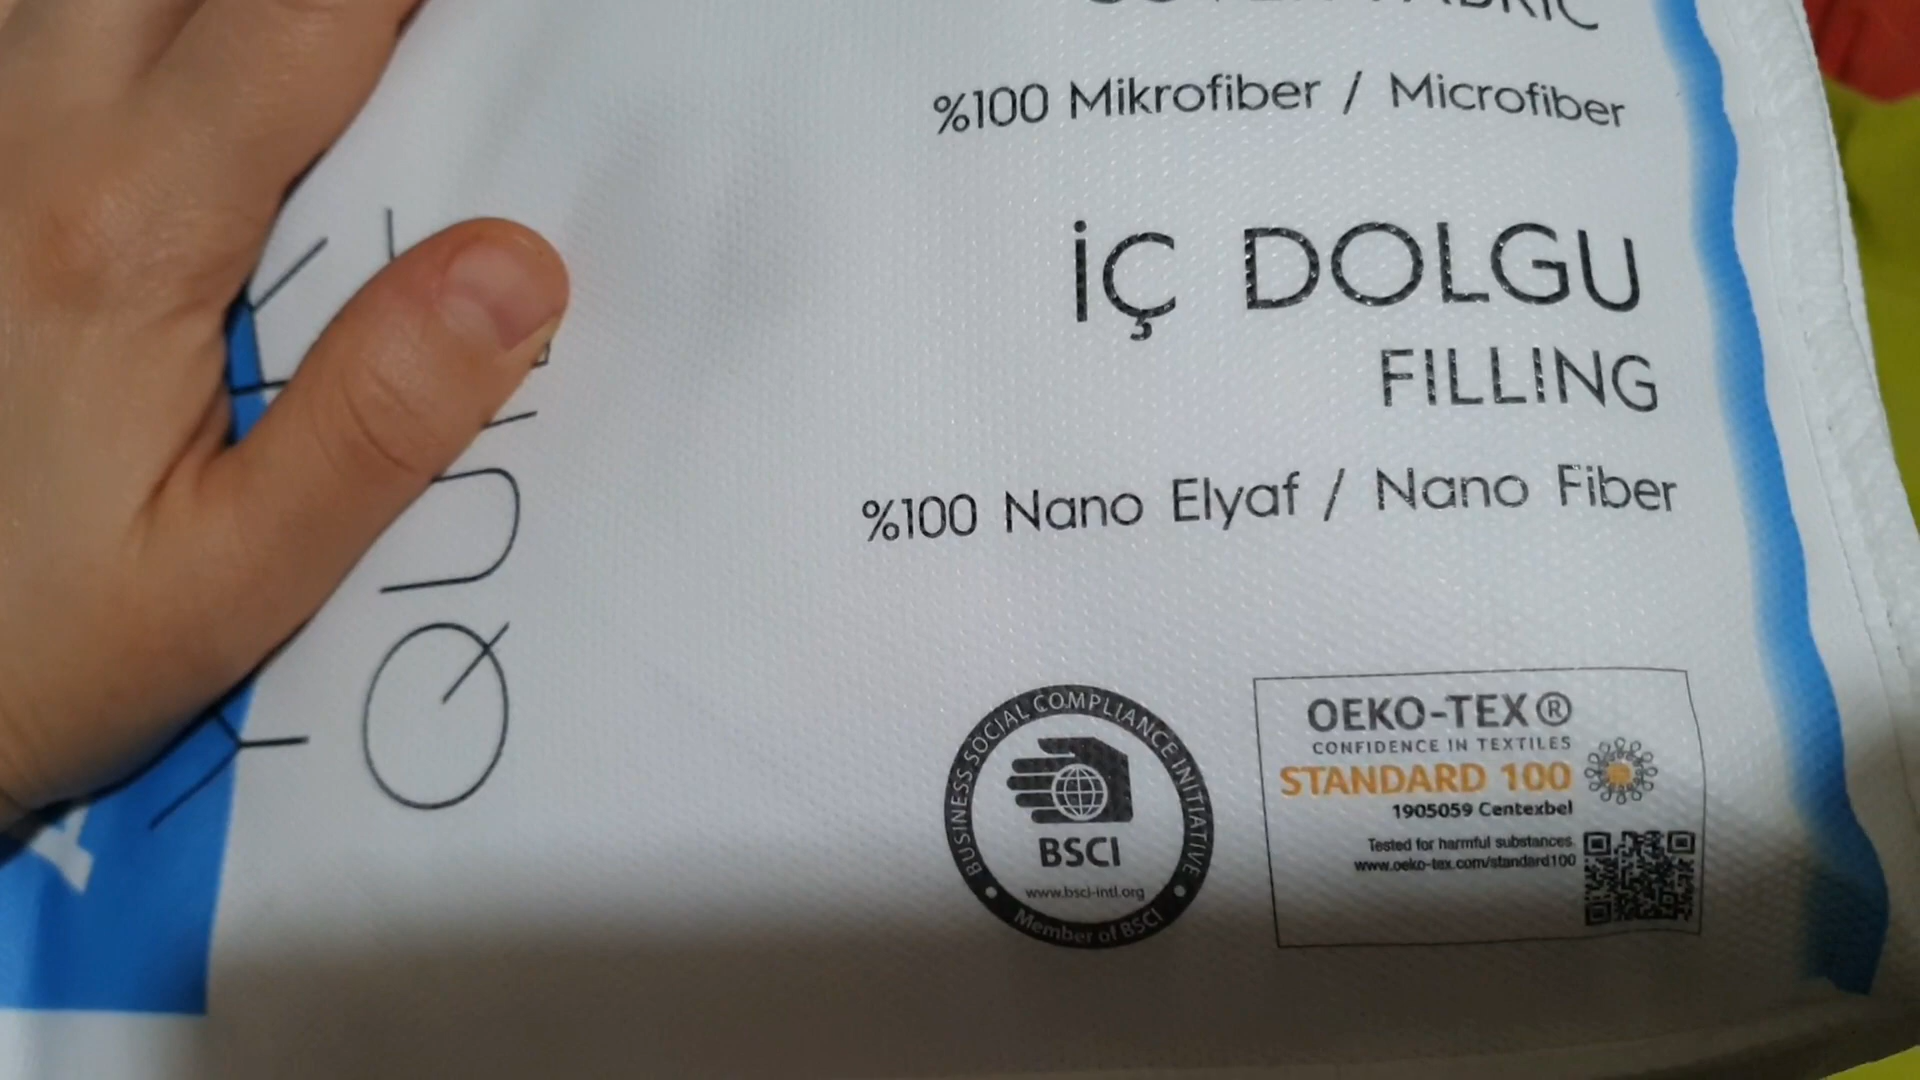 %100 Mikrofiber / Microfiber
İÇ DOLGU
FILLING
%100 Nano Elyaf / Nano Fiber
BUSINESS SOCIAL COMPLIANCE INITIATIVE
BSCI
www.bsci-intl.org
Member of BSCI
OEKO-TEX®
CONFIDENCE IN TEXTILES
STANDARD 100
1905059 Centexbel
Tested for harmful substances
www.oeko-tex.com/standard100